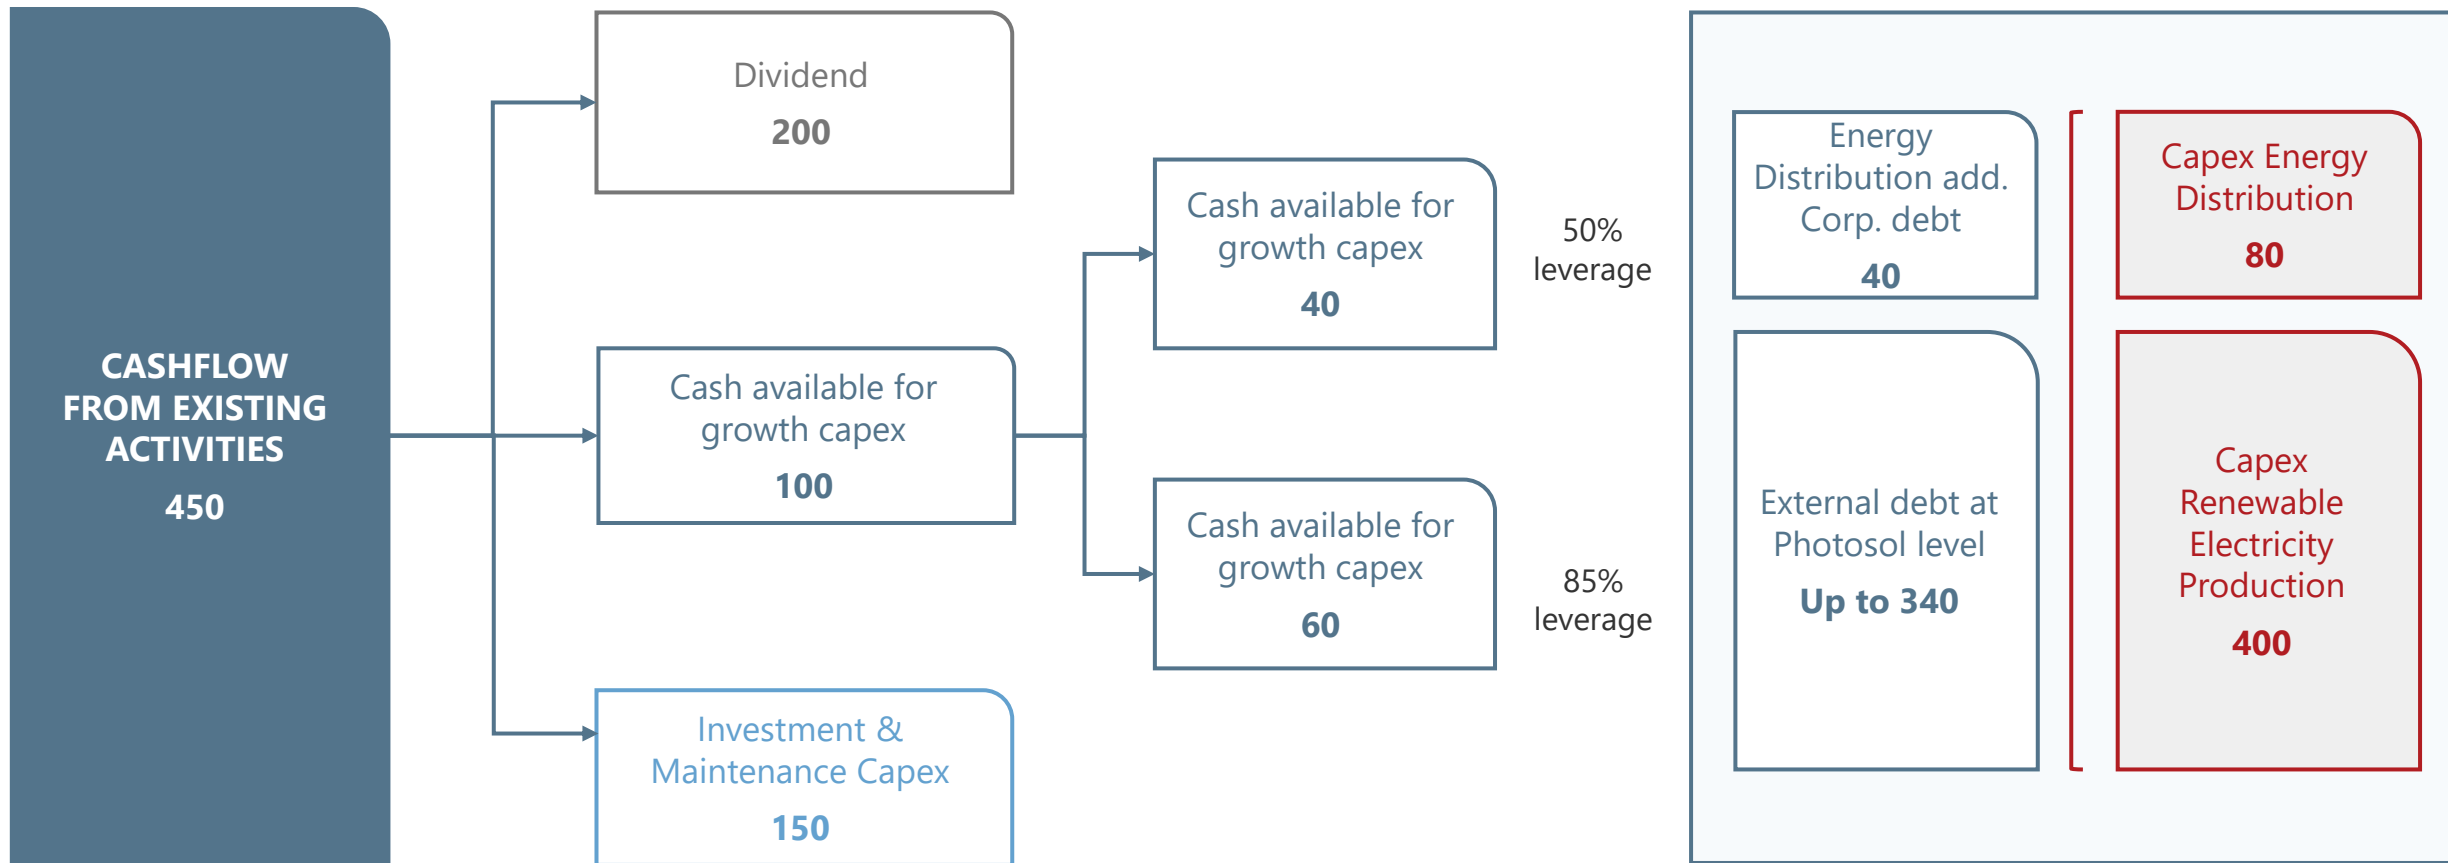 CASHFLOW
FROM EXISTING
ACTIVITIES
450
Dividend
200
Cash available for
growth capex
100
Investment &
Maintenance Capex
150
Cash available for
growth capex
40
Cash available for
growth capex
60
50%
leverage
85%
leverage
Energy
Distribution add.
Corp. debt
40
External debt at
Photosol level
Up to 340
Capex Energy
Distribution
80
Capex
Renewable
Electricity
Production
400